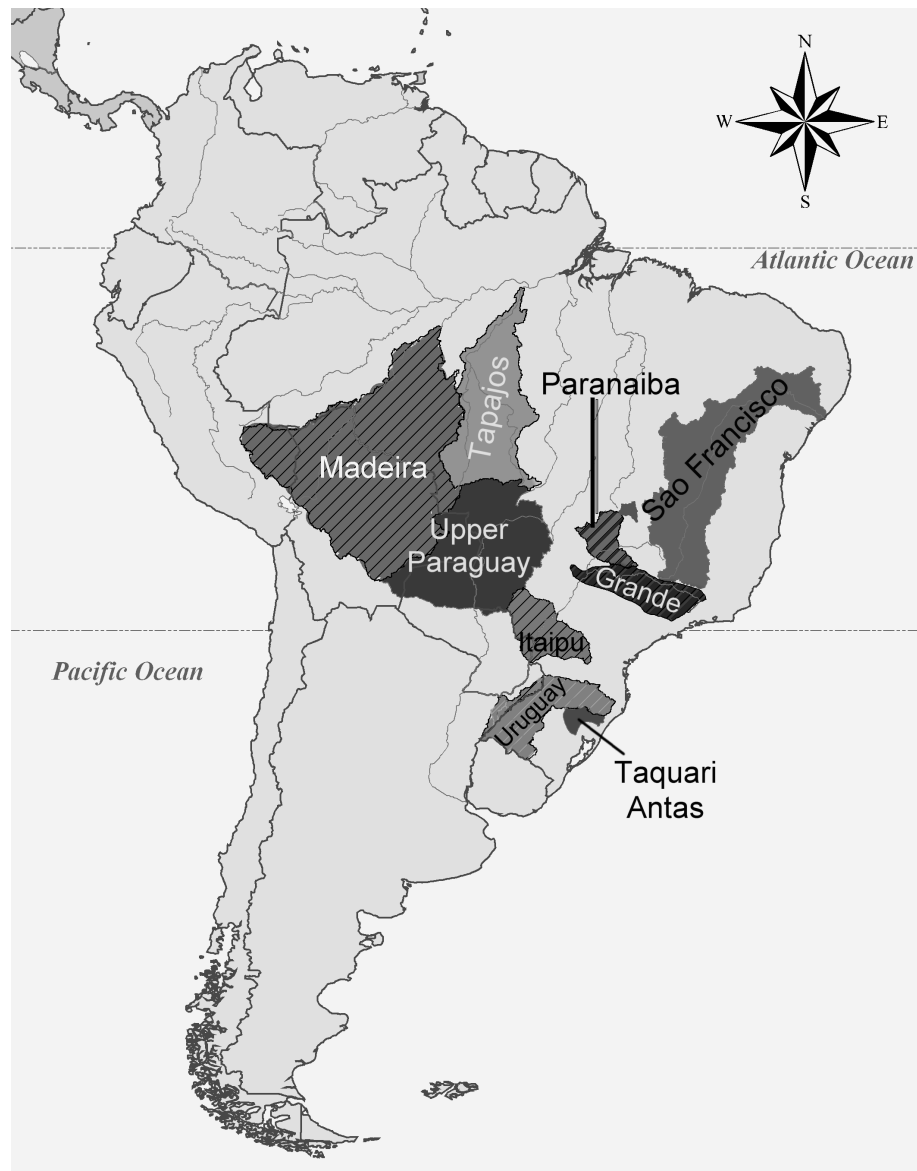 N
W
E
S
Atlantic Ocean
Tapajos
Paranaiba
Sao Francisco
Madeira
Upper
Paraguay
Grande
Itaipu
Pacific Ocean
Uruguay
Taquari
Antas